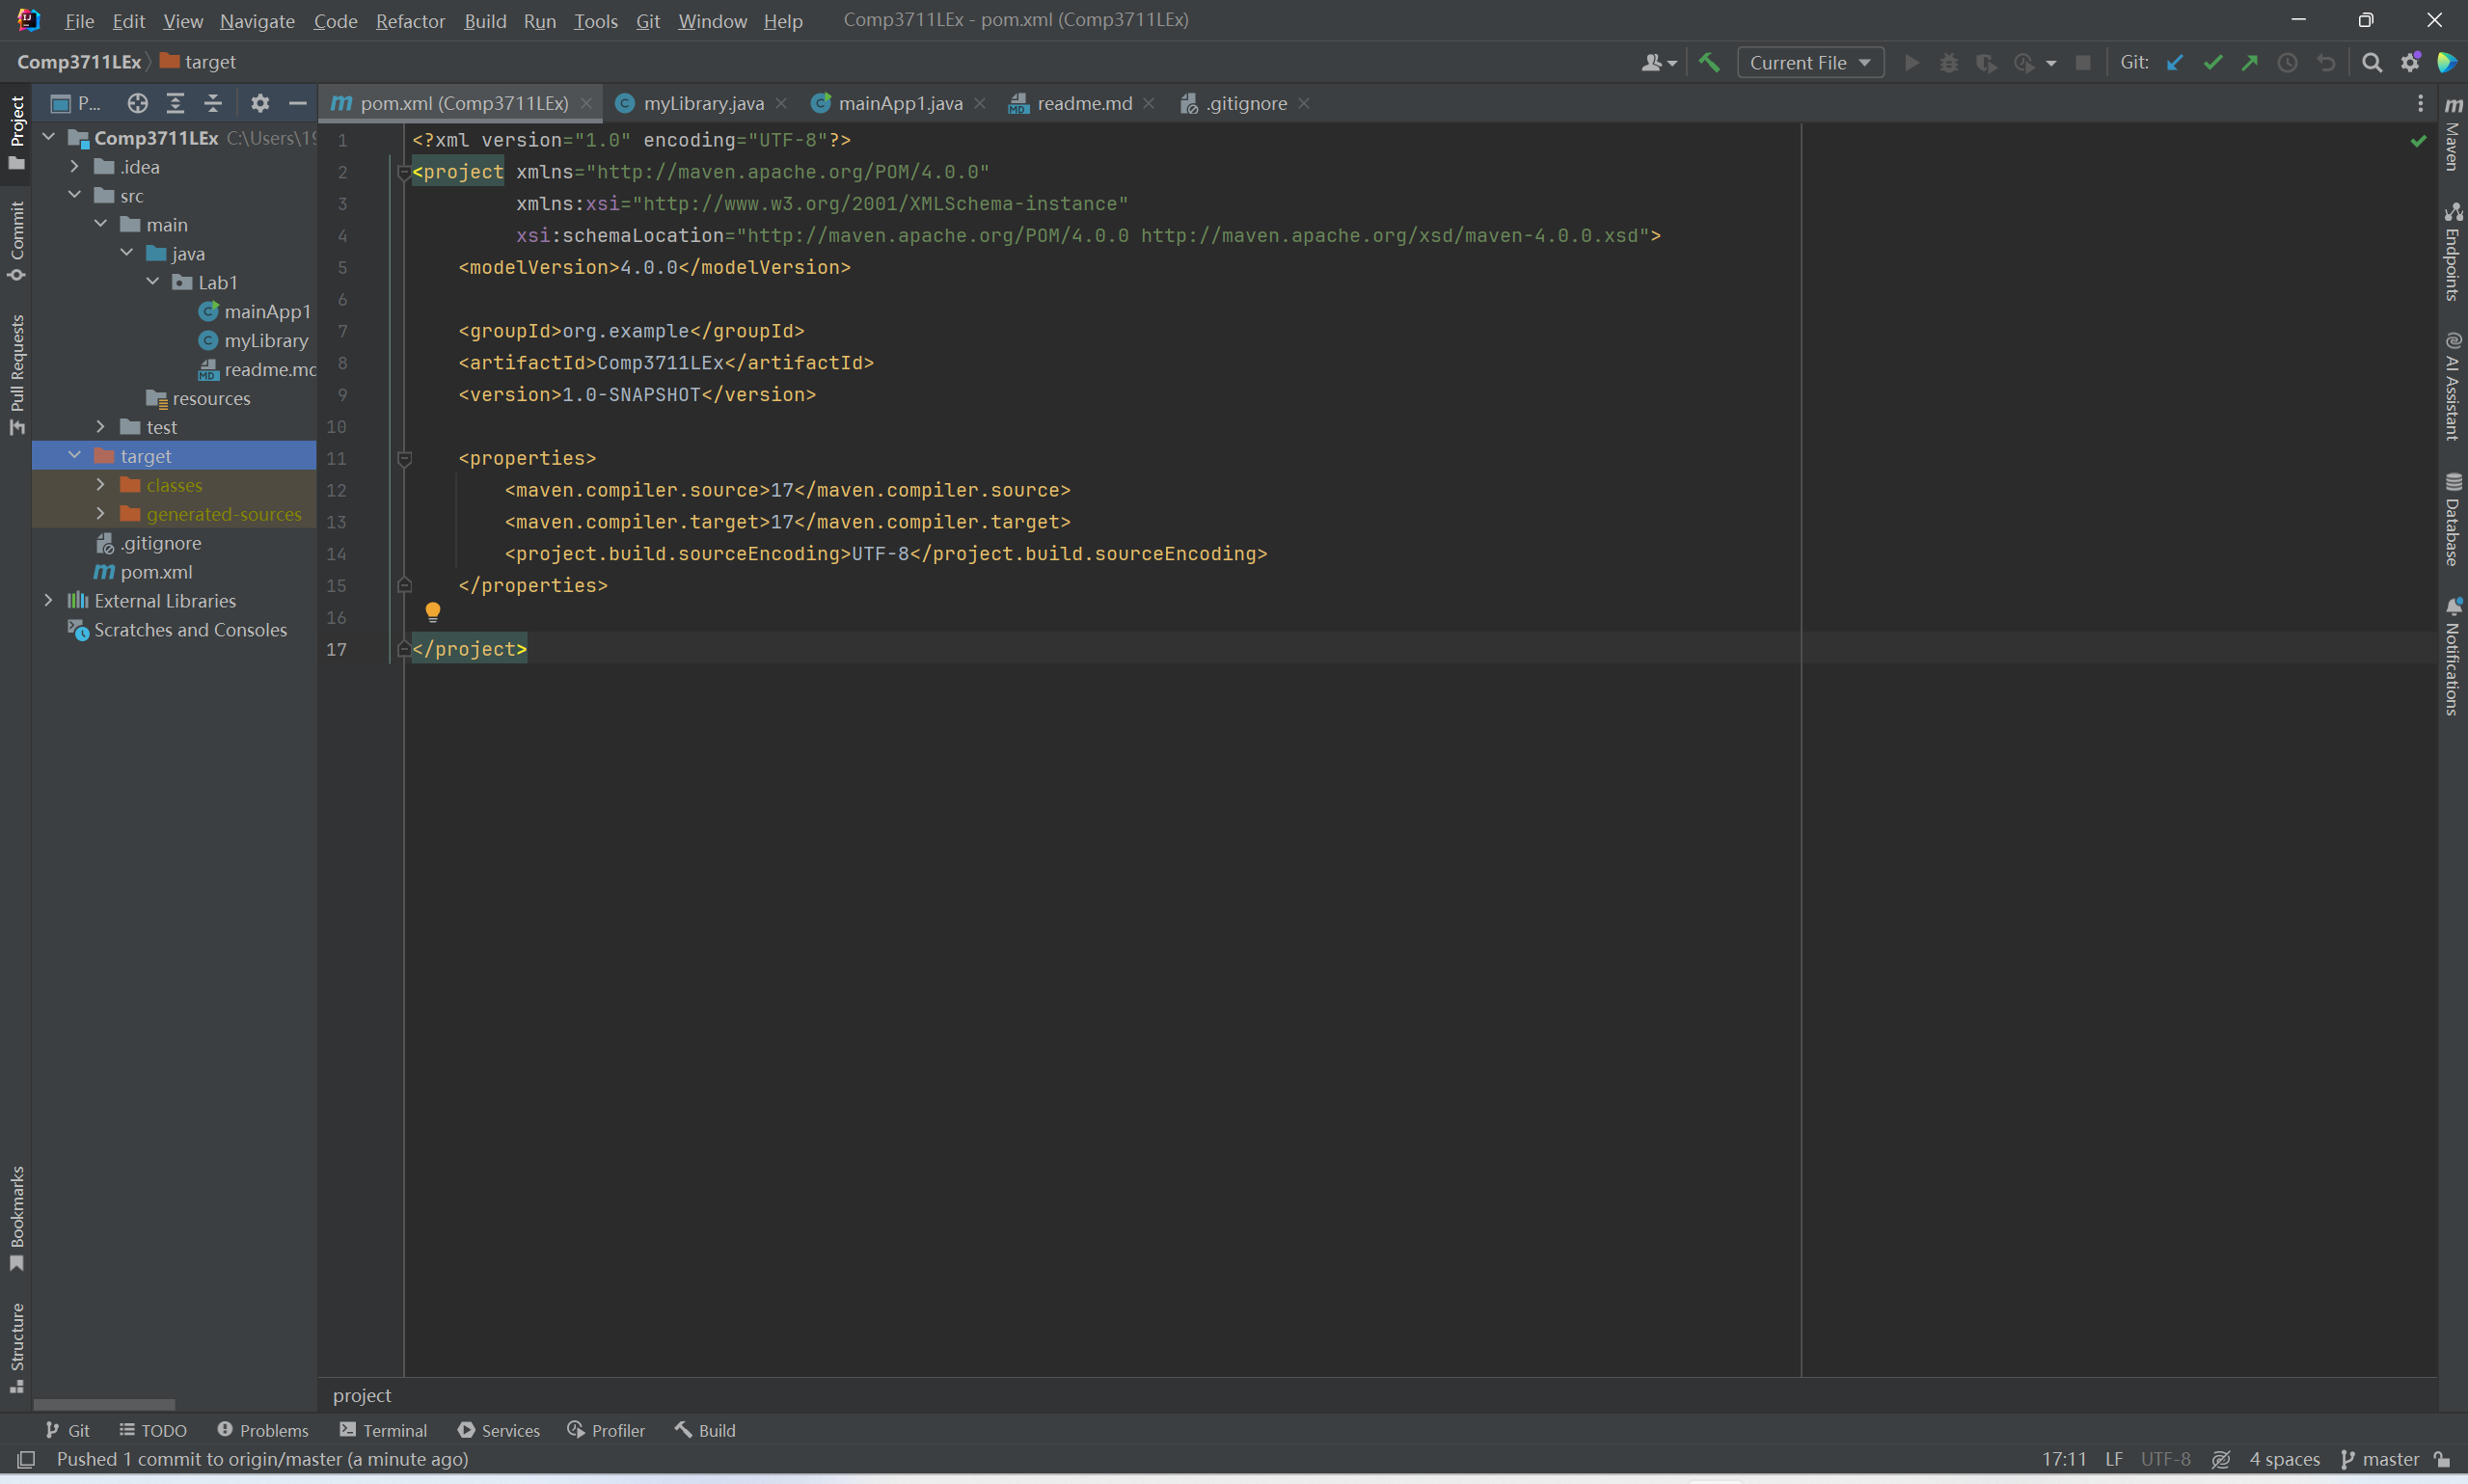 File Edit View Navigate Code Refactor Build Run Tools Git Window Help Comp3711LEx - pom.xml (Comp3711LEx)
Comp3711LEx target Current File Git:
P... pom.xml (Comp3711LEx) myLibrary.java mainApp1.java readme.md .gitignore
Project
Commit
Pull Requests
Bookmarks
Structure
Comp3711LEx C:\Users\19
.idea
src
main
java
Lab1
mainApp1
myLibrary
readme.md
resources
test
target
classes
generated-sources
.gitignore
pom.xml
External Libraries
Scratches and Consoles
1 <?xml version="1.0" encoding="UTF-8"?>
2 <project xmlns="http://maven.apache.org/POM/4.0.0"
3 xmlns:xsi="http://www.w3.org/2001/XMLSchema-instance"
4 xsi:schemaLocation="http://maven.apache.org/POM/4.0.0 http://maven.apache.org/xsd/maven-4.0.0.xsd">
5 <modelVersion>4.0.0</modelVersion>
6
7 <groupId>org.example</groupId>
8 <artifactId>Comp3711LEx</artifactId>
9 <version>1.0-SNAPSHOT</version>
10
11 <properties>
12 <maven.compiler.source>17</maven.compiler.source>
13 <maven.compiler.target>17</maven.compiler.target>
14 <project.build.sourceEncoding>UTF-8</project.build.sourceEncoding>
15 </properties>
16
17 </project>
Maven
Endpoints
AI Assistant
Database
Notifications
project
Git TODO Problems Terminal Services Profiler Build
Pushed 1 commit to origin/master (a minute ago) 17:11 LF UTF-8 4 spaces master